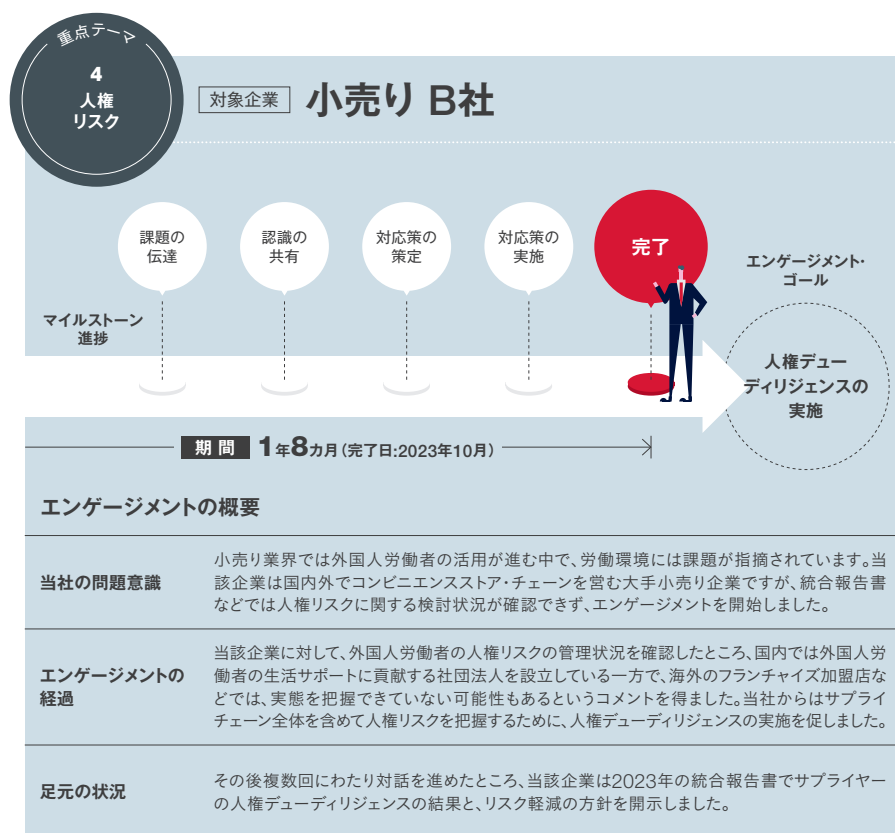 重点テーマ
4
人権
リスク
対象企業 小売り B社
課題の
伝達
認識の
共有
対応策の
策定
対応策の
実施
完了
エンゲージメント・
ゴール
マイルストーン
進捗
人権デュー
ディリジェンスの
実施
期間 1年8カ月(完了日:2023年10月)
エンゲージメントの概要
当社の問題意識
小売り業界では外国人労働者の活用が進む中で、労働環境には課題が指摘されています。当
該企業は国内外でコンビニエンスストア・チェーンを営む大手小売り企業ですが、統合報告書
などでは人権リスクに関する検討状況が確認できず、エンゲージメントを開始しました。
エンゲージメントの
経過
当該企業に対して、外国人労働者の人権リスクの管理状況を確認したところ、国内では外国人労
働者の生活サポートに貢献する社団法人を設立している一方で、海外のフランチャイズ加盟店な
どでは、実態を把握できていない可能性もあるというコメントを得ました。当社からはサプライ
チェーン全体を含めて人権リスクを把握するために、人権デューディリジェンスの実施を促しました。
足元の状況
その後複数回にわたり対話を進めたところ、当該企業は2023年の統合報告書でサプライヤー
の人権デューディリジェンスの結果と、リスク軽減の方針を開示しました。